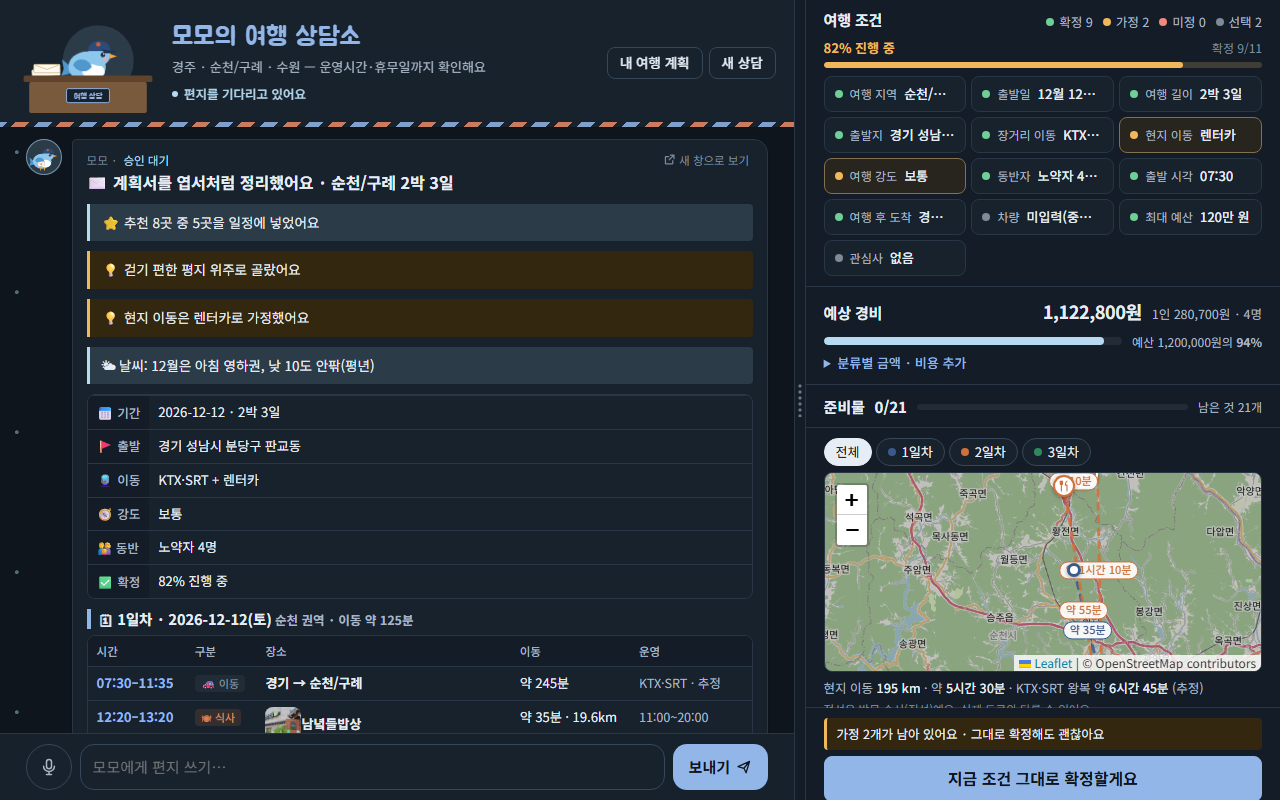 모모의 여행 상담소
경주 · 순천/구례 · 수원 — 운영시간·휴무일까지 확인해요
편지를 기다리고 있어요
여행 상담
내 여행 계획
새 상담
모모 · 승인 대기
새 창으로 보기
계획서를 엽서처럼 정리했어요 · 순천/구례 2박 3일
추천 8곳 중 5곳을 일정에 넣었어요
걷기 편한 평지 위주로 골랐어요
현지 이동은 렌터카로 가정했어요
날씨: 12월은 아침 영하권, 낮 10도 안팎(평년)
기간 2026-12-12 · 2박 3일
출발 경기 성남시 분당구 판교동
이동 KTX·SRT + 렌터카
강도 보통
동반 노약자 4명
확정 82% 진행 중
1일차 · 2026-12-12(토) 순천 권역 · 이동 약 125분
시간 구분 장소 이동 운영
07:30–11:35 이동 경기 → 순천/구례 약 245분 KTX·SRT · 추정
12:20–13:20 식사 남녘들밥상 약 35분 · 19.6km 11:00~20:00
모모에게 편지 쓰기…
보내기
여행 조건
확정 9 가정 2 미정 0 선택 2
82% 진행 중
확정 9/11
여행 지역 순천/…
출발일 12월 12…
여행 길이 2박 3일
출발지 경기 성남…
장거리 이동 KTX…
현지 이동 렌터카
여행 강도 보통
동반자 노약자 4…
출발 시각 07:30
여행 후 도착 경…
차량 미입력(중…
최대 예산 120만 원
관심사 없음
예상 경비
1,122,800원 1인 280,700원 · 4명
예산 1,200,000원의 94%
분류별 금액 · 비용 추가
준비물 0/21
남은 것 21개
전체
1일차
2일차
3일차
+
−
죽곡면
악양면
석곡면
목사동면
황전면
다압면
월등면
주암면
1시간 10분
약 55분
봉강면
진상면
승주읍
약 35분
순천시
송광면
옥곡면
Leaflet | © OpenStreetMap contributors
현지 이동 195 km · 약 5시간 30분 · KTX·SRT 왕복 약 6시간 45분 (추정)
가정 2개가 남아 있어요 · 그대로 확정해도 괜찮아요
지금 조건 그대로 확정할게요